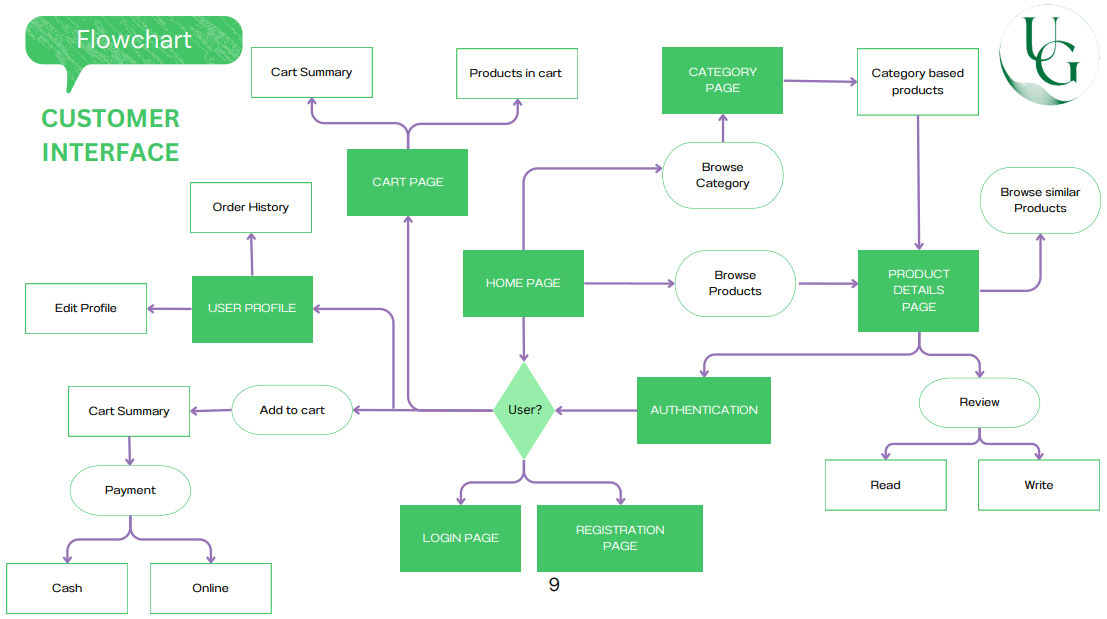 Flowchart
CUSTOMER
INTERFACE
Cart Summary
Products in cart
CATEGORY
PAGE
Category based
products
UG
CART PAGE
Browse
Category
Browse similar
Products
Order History
HOME PAGE
Browse
Products
PRODUCT
DETAILS
PAGE
Edit Profile
USER PROFILE
Cart Summary
Add to cart
User?
AUTHENTICATION
Review
Payment
Read
Write
LOGIN PAGE
REGISTRATION
PAGE
Cash
Online
9